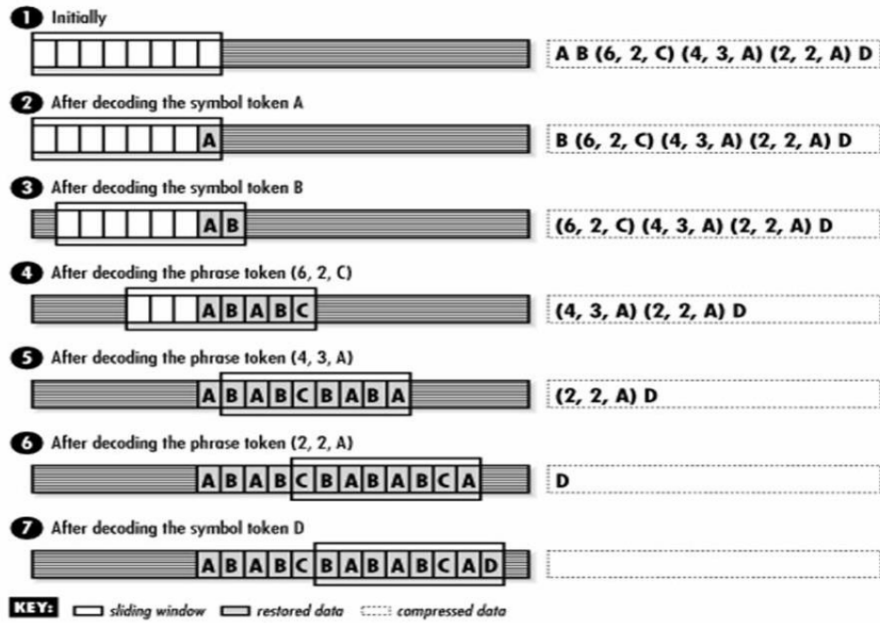 1 Initially
A B (6, 2, C) (4, 3, A) (2, 2, A) D
2 After decoding the symbol token A
A
B (6, 2, C) (4, 3, A) (2, 2, A) D
3 After decoding the symbol token B
A B
(6, 2, C) (4, 3, A) (2, 2, A) D
4 After decoding the phrase token (6, 2, C)
A B A B C
(4, 3, A) (2, 2, A) D
5 After decoding the phrase token (4, 3, A)
A B A B C B A B A
(2, 2, A) D
6 After decoding the phrase token (2, 2, A)
A B A B C B A B A B C A
D
7 After decoding the symbol token D
A B A B C B A B A B C A D
KEY: sliding window restored data compressed data